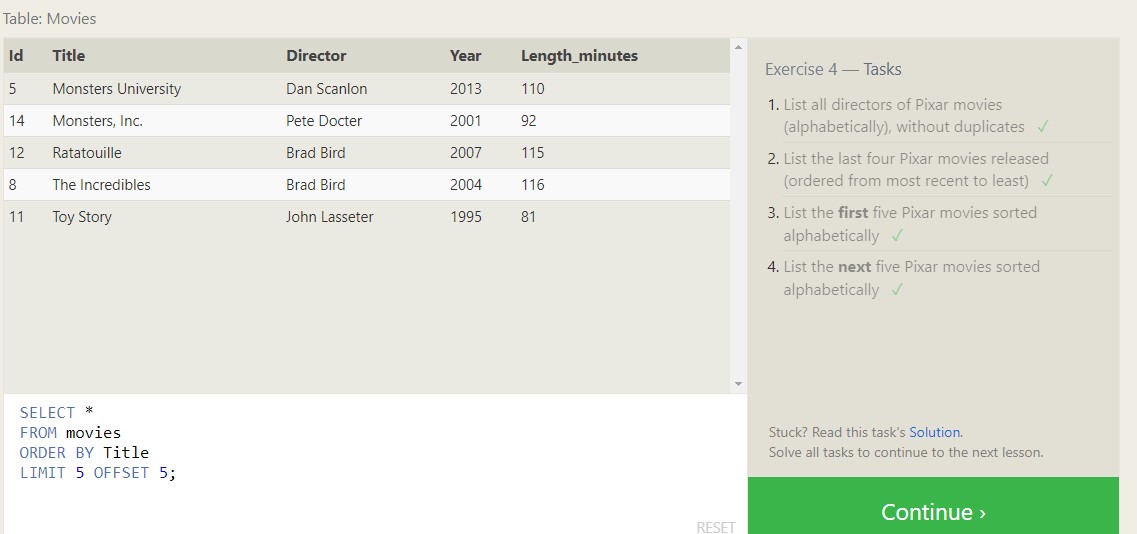 Table: Movies
Id Title Director Year Length_minutes
5 Monsters University Dan Scanlon 2013 110
14 Monsters, Inc. Pete Docter 2001 92
12 Ratatouille Brad Bird 2007 115
8 The Incredibles Brad Bird 2004 116
11 Toy Story John Lasseter 1995 81
SELECT *
FROM movies
ORDER BY Title
LIMIT 5 OFFSET 5;
RESET
Exercise 4 — Tasks
1. List all directors of Pixar movies
(alphabetically), without duplicates ✓
2. List the last four Pixar movies released
(ordered from most recent to least) ✓
3. List the first five Pixar movies sorted
alphabetically ✓
4. List the next five Pixar movies sorted
alphabetically ✓
Stuck? Read this task's Solution.
Solve all tasks to continue to the next lesson.
Continue ›